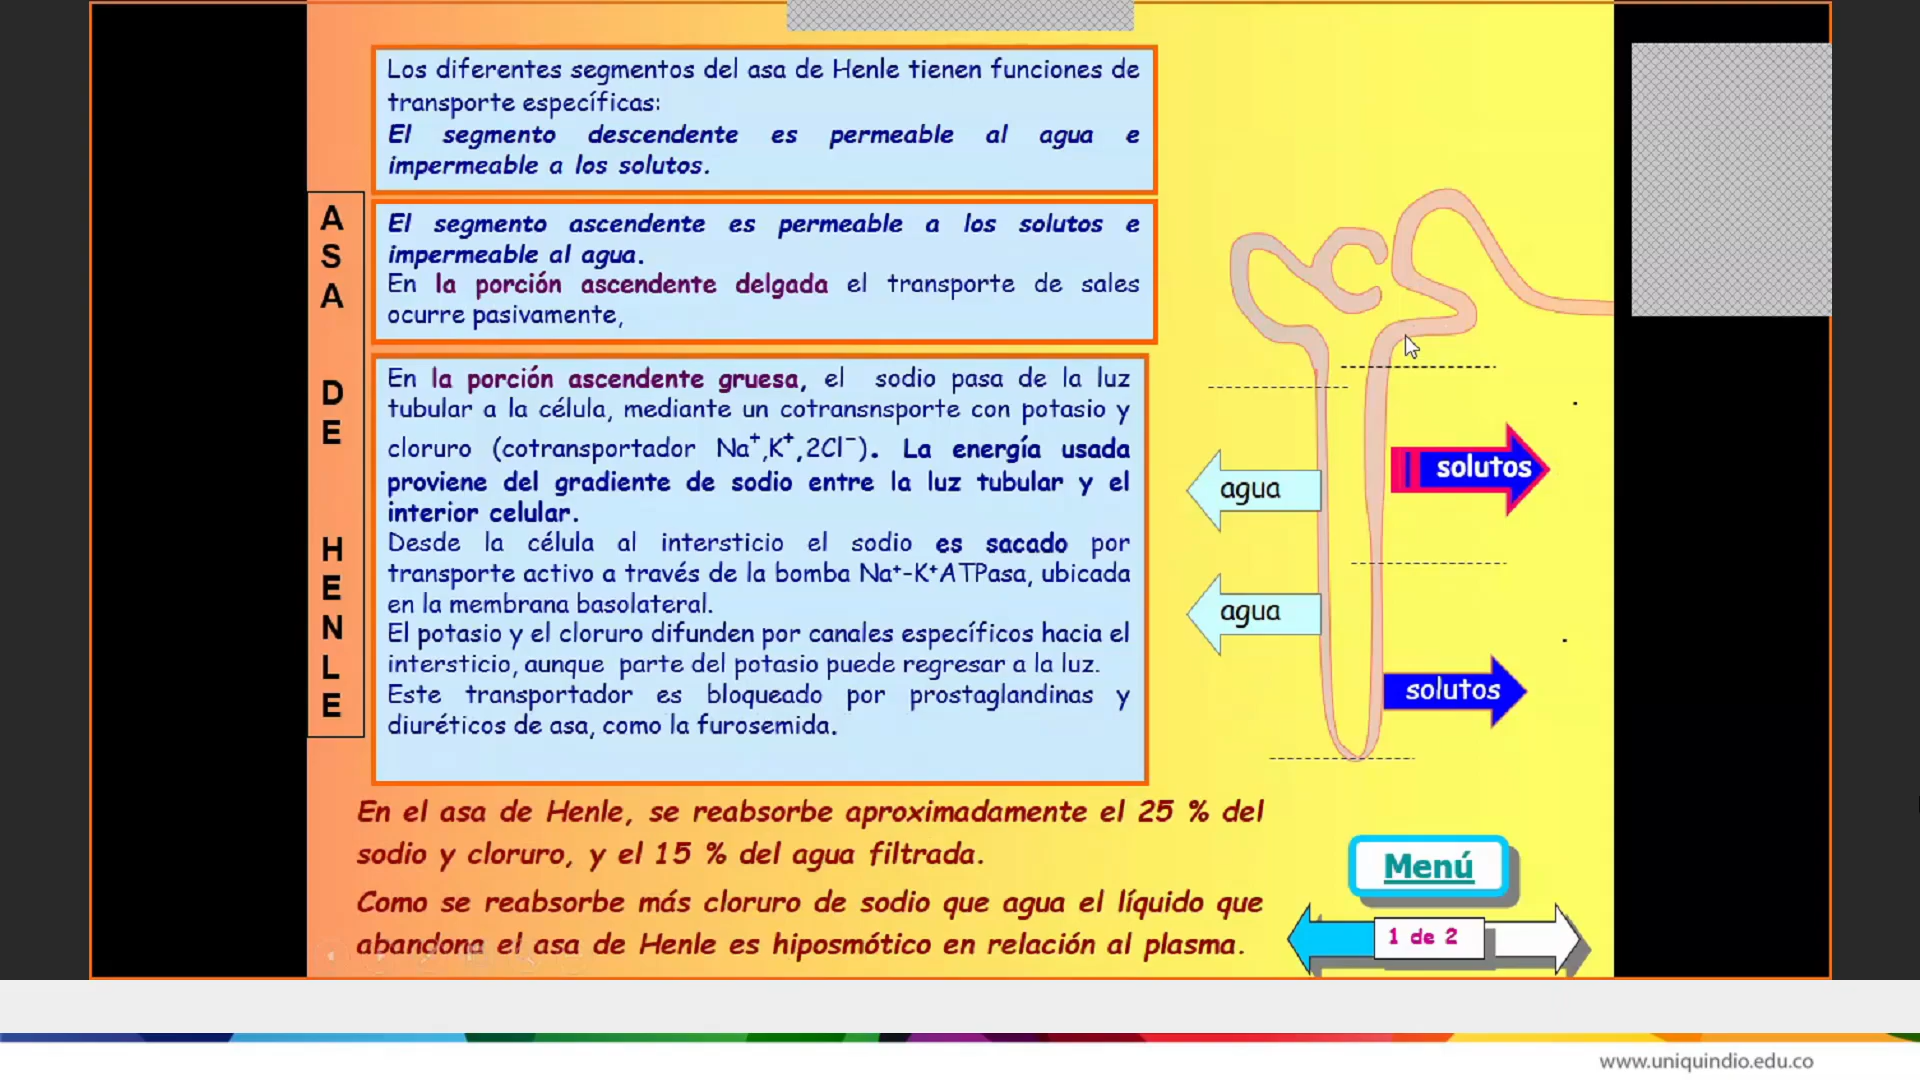 Los diferentes segmentos del asa de Henle tienen funciones de
transporte específicas:
El segmento descendente es permeable al agua e
impermeable a los solutos.
ASA DE HENLE
El segmento ascendente es permeable a los solutos e
impermeable al agua.
En la porción ascendente delgada el transporte de sales
ocurre pasivamente,
En la porción ascendente gruesa, el sodio pasa de la luz
tubular a la célula, mediante un cotransnsporte con potasio y
cloruro (cotransportador Na⁺,K⁺,2Cl⁻). La energía usada
proviene del gradiente de sodio entre la luz tubular y el
interior celular.
Desde la célula al intersticio el sodio es sacado por
transporte activo a través de la bomba Na⁺-K⁺ATPasa, ubicada
en la membrana basolateral.
El potasio y el cloruro difunden por canales específicos hacia el
intersticio, aunque parte del potasio puede regresar a la luz.
Este transportador es bloqueado por prostaglandinas y
diuréticos de asa, como la furosemida.
solutos
agua
agua
solutos
En el asa de Henle, se reabsorbe aproximadamente el 25 % del
sodio y cloruro, y el 15 % del agua filtrada.
Como se reabsorbe más cloruro de sodio que agua el líquido que
abandona el asa de Henle es hiposmótico en relación al plasma.
Menú
1 de 2
www.uniquindio.edu.co